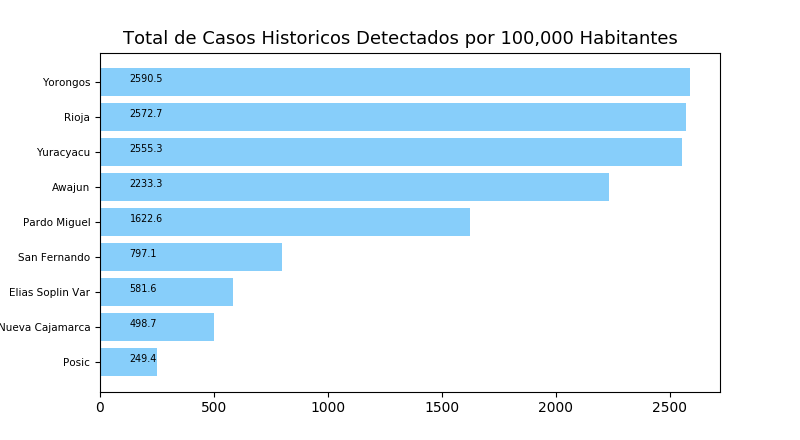 Total de Casos Historicos Detectados por 100,000 Habitantes
Yorongos 2590.5
Rioja 2572.7
Yuracyacu 2555.3
Awajun 2233.3
Pardo Miguel 1622.6
San Fernando 797.1
Elias Soplin Var 581.6
Nueva Cajamarca 498.7
Posic 249.4
0 500 1000 1500 2000 2500